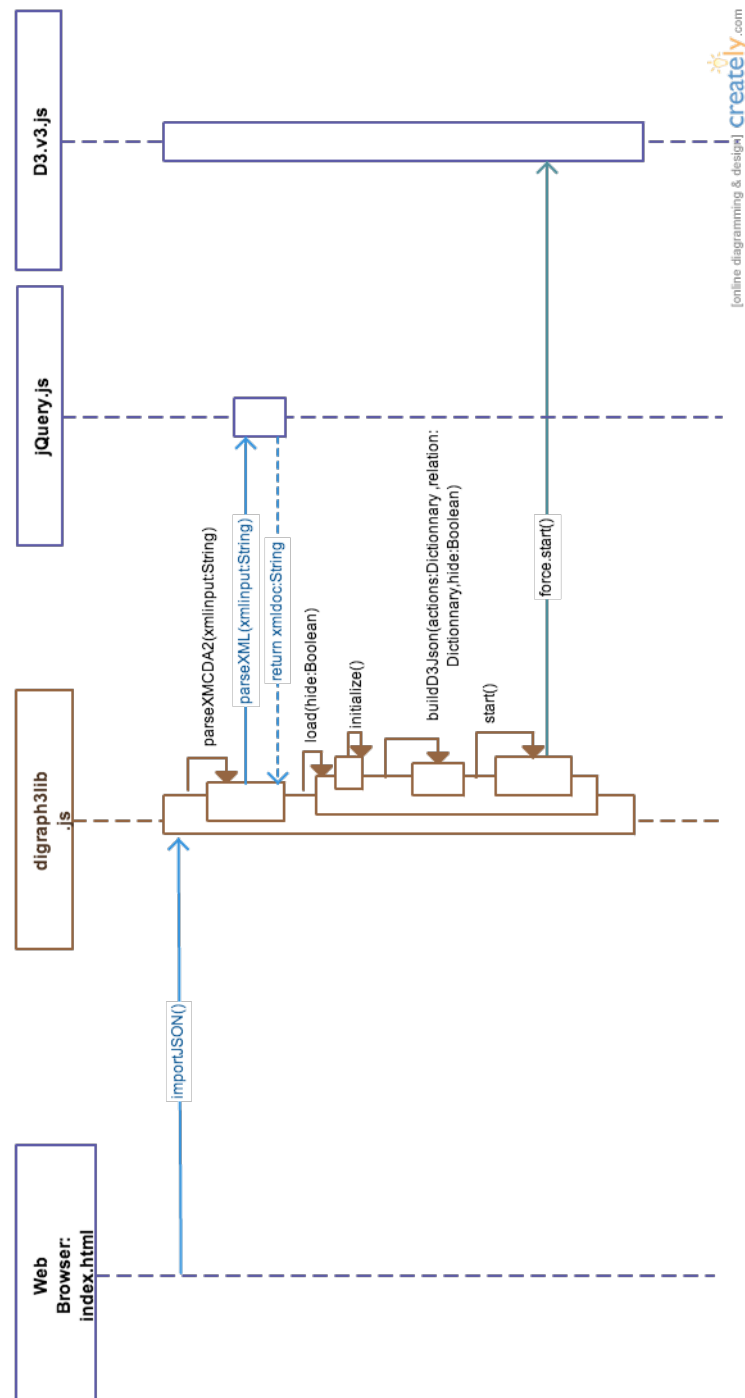 Web
Browser:
index.html
digraph3lib
.js
jQuery.js
D3.v3.js
importJSON()
parseXMCDA2(xmlinput:String)
parseXML(xmlinput:String)
return xmldoc:String
load(hide:Boolean)
initialize()
buildD3Json(actions:Dictionnary ,relation:
Dictionnary,hide:Boolean)
start()
force.start()
[online diagramming & design] creately.com